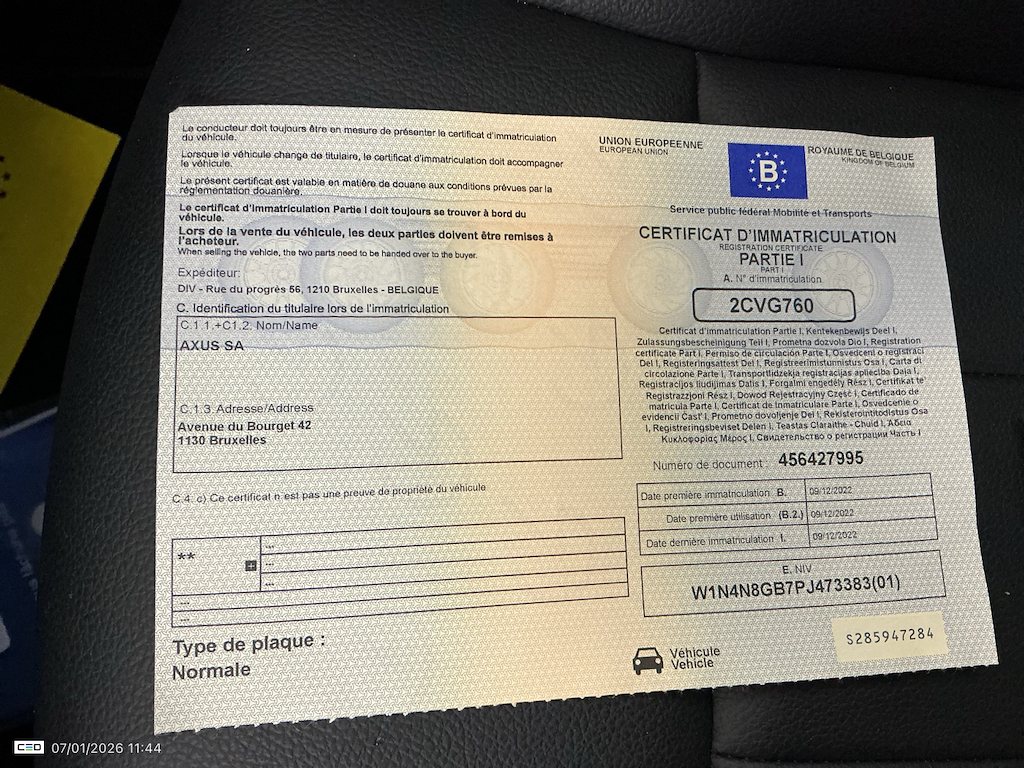 Le conducteur doit toujours être en mesure de présenter le certificat d'immatriculation
du véhicule.
Lorsque le véhicule change de titulaire, le certificat d'immatriculation doit accompagner
le véhicule.
Le présent certificat est valable en matière de douane aux conditions prévues par la
réglementation douanière.
Le certificat d'immatriculation Partie I doit toujours se trouver à bord du
véhicule.
Lors de la vente du véhicule, les deux parties doivent être remises à
l'acheteur.
When selling the vehicle, the two parts need to be handed over to the buyer.
Expéditeur:
DIV - Rue du progrès 56, 1210 Bruxelles - BELGIQUE
C. Identification du titulaire lors de l'immatriculation
C.1.1.+C1.2. Nom/Name
AXUS SA
C.1.3. Adresse/Address
Avenue du Bourget 42
1130 Bruxelles
C.4. c) Ce certificat n'est pas une preuve de propriété du véhicule
**
...
...
...
...
...
Type de plaque :
Normale
UNION EUROPEENNE
EUROPEAN UNION
B
ROYAUME DE BELGIQUE
KINGDOM OF BELGIUM
Service public fédéral Mobilité et Transports
CERTIFICAT D'IMMATRICULATION
REGISTRATION CERTIFICATE
PARTIE I
PART I
A. N° d'immatriculation
2CVG760
Certificat d'immatriculation Partie I, Kentekenbewijs Deel I,
Zulassungsbescheinigung Teil I, Prometna dozvola Dio I, Registration
certificate Part I, Permiso de circulación Parte I, Osvedcení o registraci
Del I, Registreringsattest Del I, Registreerimistunnistus Osa I, Carta di
circolazione Parte I, Transportlidzekja registracijas apliecíba Daja I,
Registracijos liudijimas Dalis I, Forgalmi engedély Rész I, Certifikat ta'
Registrazzjoni Rész I, Dowod Rejestracyjny Część I, Certificado de
matrícula Parte I, Certificat de Inmatriculare Parte I, Osvedcenie o
evidencii Čast' I, Prometno dovoljenje Del I, Rekisterointitodistus Osa
I, Registreringsbeviset Delen I, Teastas Claraithe - Chuid I, Άδεια
Κυκλοφορίας Μέρος I, Свидетельство о регистрации Часть I
Numéro de document : 456427995
Date première immatriculation B. 09/12/2022
Date première utilisation (B.2.) 09/12/2022
Date dernière immatriculation I. 09/12/2022
E. NIV
W1N4N8GB7PJ473383(01)
S285947284
Véhicule
Vehicle
07/01/2026 11:44